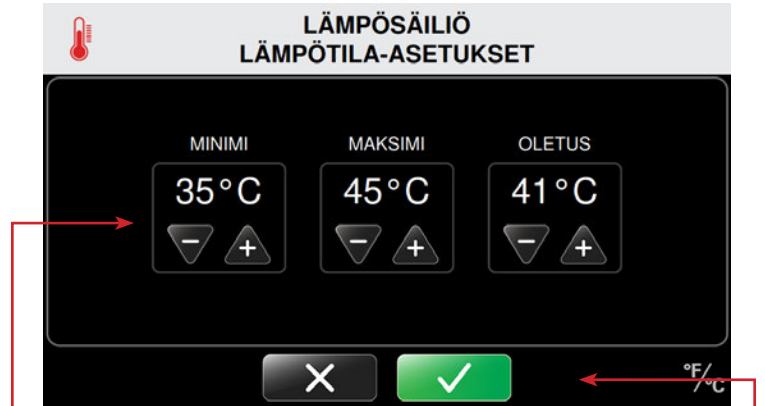 LÄMPÖSÄILIÖ
LÄMPÖTILA-ASETUKSET
MINIMI MAKSIMI OLETUS
35°C 45°C 41°C
− + − + − +
°F/°C